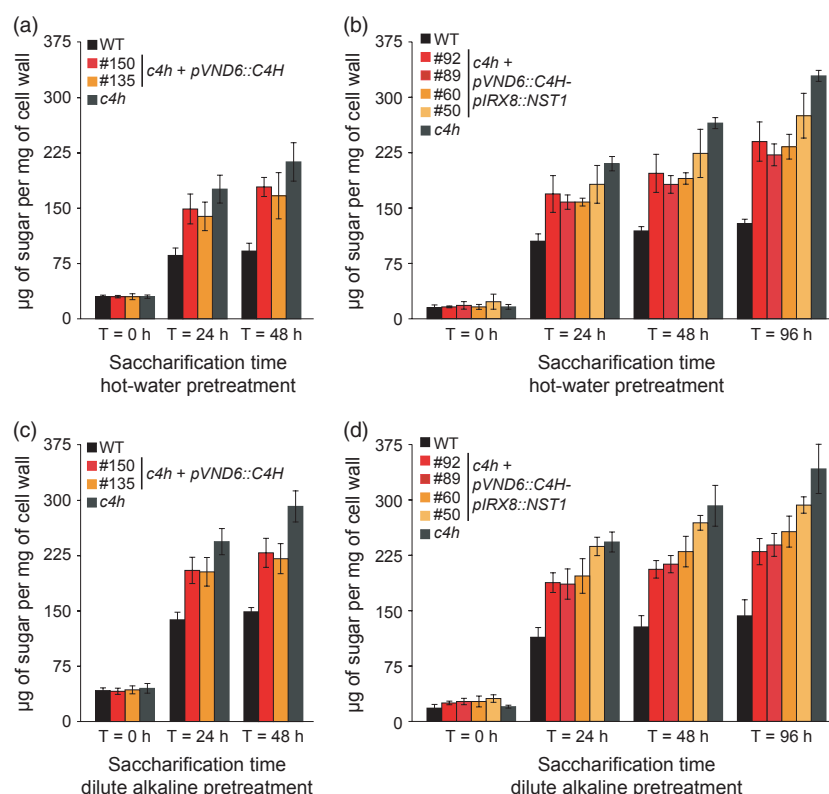 (a)
µg of sugar per mg of cell wall
375
300
225
150
75
0
WT
#150
#135
c4h + pVND6::C4H
c4h
T = 0 h T = 24 h T = 48 h
Saccharification time
hot-water pretreatment
(b)
µg of sugar per mg of cell wall
375
300
225
150
75
0
WT
#92
#89
#60
#50
c4h +
pVND6::C4H-
pIRX8::NST1
c4h
T = 0 h T = 24 h T = 48 h T = 96 h
Saccharification time
hot-water pretreatment
(c)
µg of sugar per mg of cell wall
375
300
225
150
75
0
WT
#150
#135
c4h + pVND6::C4H
c4h
T = 0 h T = 24 h T = 48 h
Saccharification time
dilute alkaline pretreatment
(d)
µg of sugar per mg of cell wall
375
300
225
150
75
0
WT
#92
#89
#60
#50
c4h +
pVND6::C4H-
pIRX8::NST1
c4h
T = 0 h T = 24 h T = 48 h T = 96 h
Saccharification time
dilute alkaline pretreatment